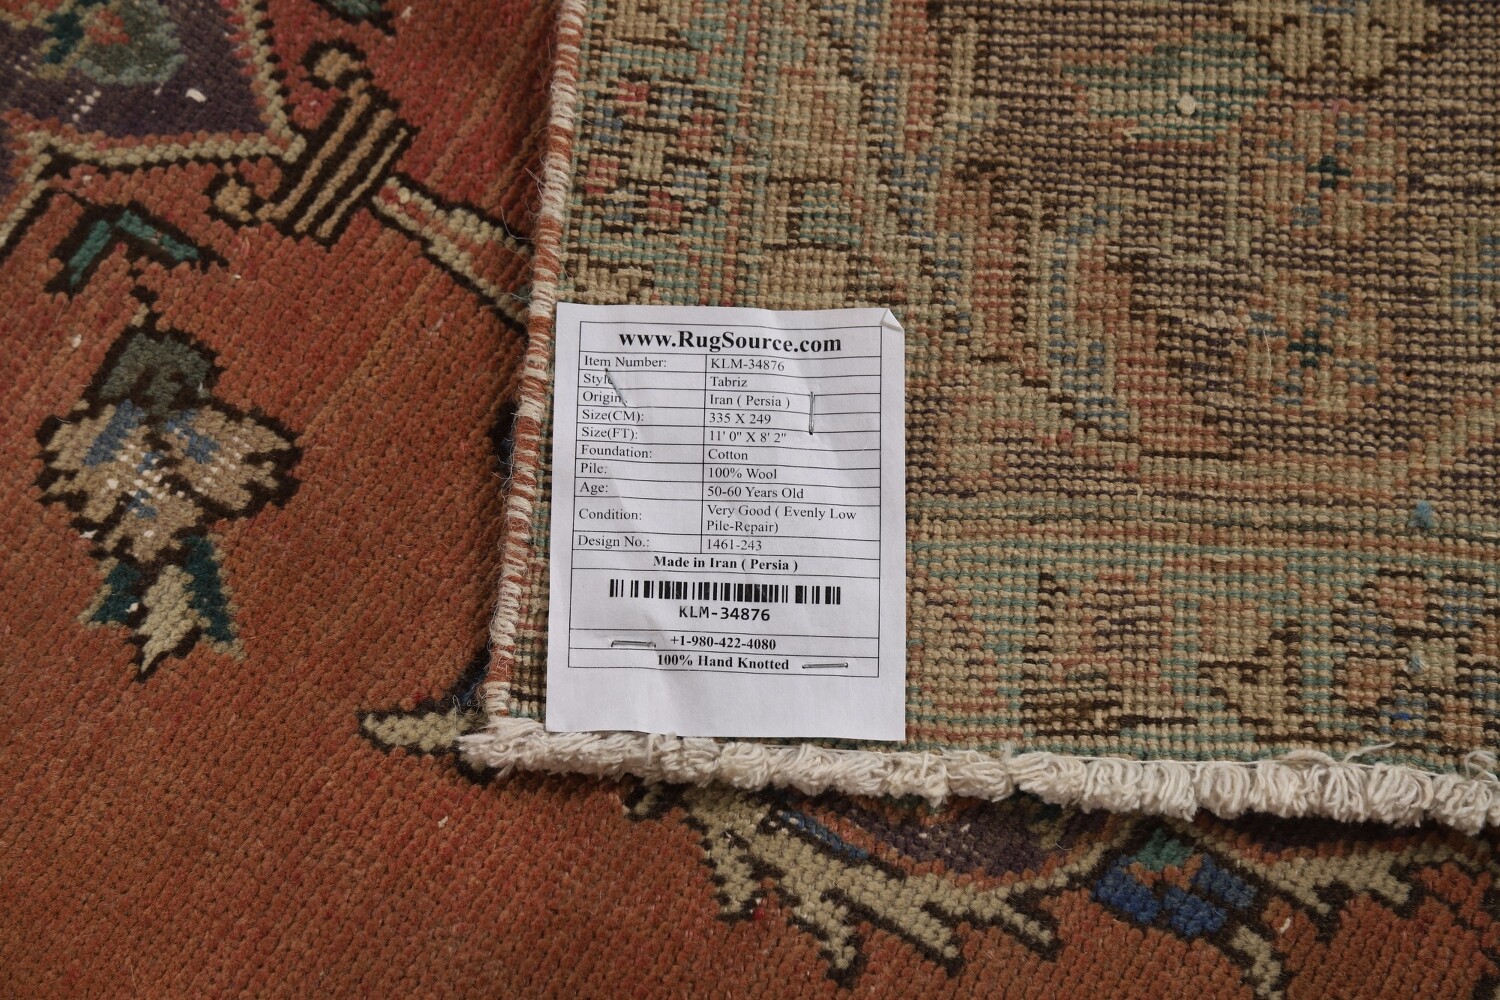 www.RugSource.com
Item Number: KLM-34876
Style Tabriz
Origin Iran ( Persia )
Size(CM): 335 X 249
Size(FT): 11' 0" X 8' 2"
Foundation: Cotton
Pile: 100% Wool
Age: 50-60 Years Old
Condition: Very Good ( Evenly Low
Pile-Repair)
Design No.: 1461-243
Made in Iran ( Persia )
KLM-34876
+1-980-422-4080
100% Hand Knotted